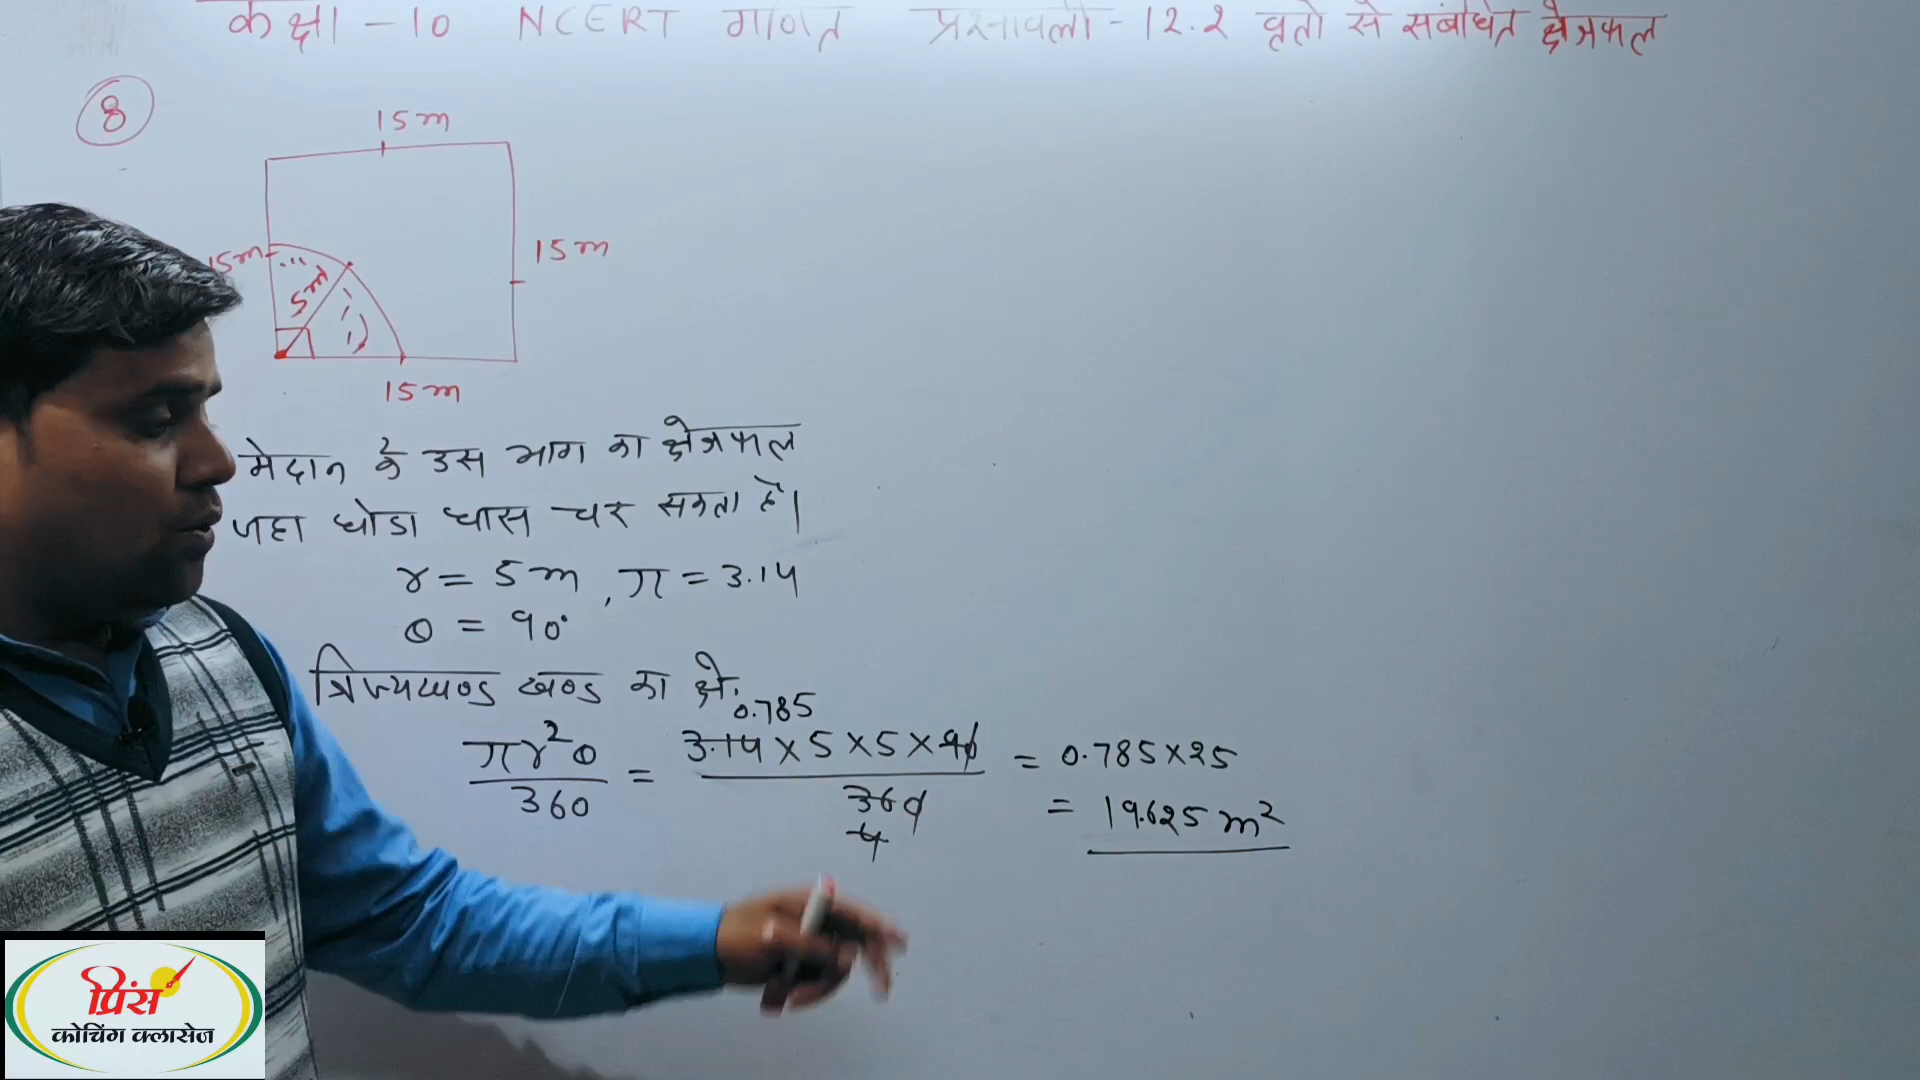 कक्षा - 10 NCERT गणित प्रश्नावली - 12.2 वृतो से संबंधित क्षेत्रफल
8
15m
15m
15m
5m
15m
मैदान के उस भाग का क्षेत्रफल
जहा घोडा घास चर सकता है।
r = 5m, π = 3.14
θ = 90°
त्रिज्यखण्ड खण्ड का क्षे.
0.785
πr²θ/360 = 3.14×5×5×90/360 = 0.785×25
4
= 19.625 m²
प्रिंस
कोचिंग क्लासेज